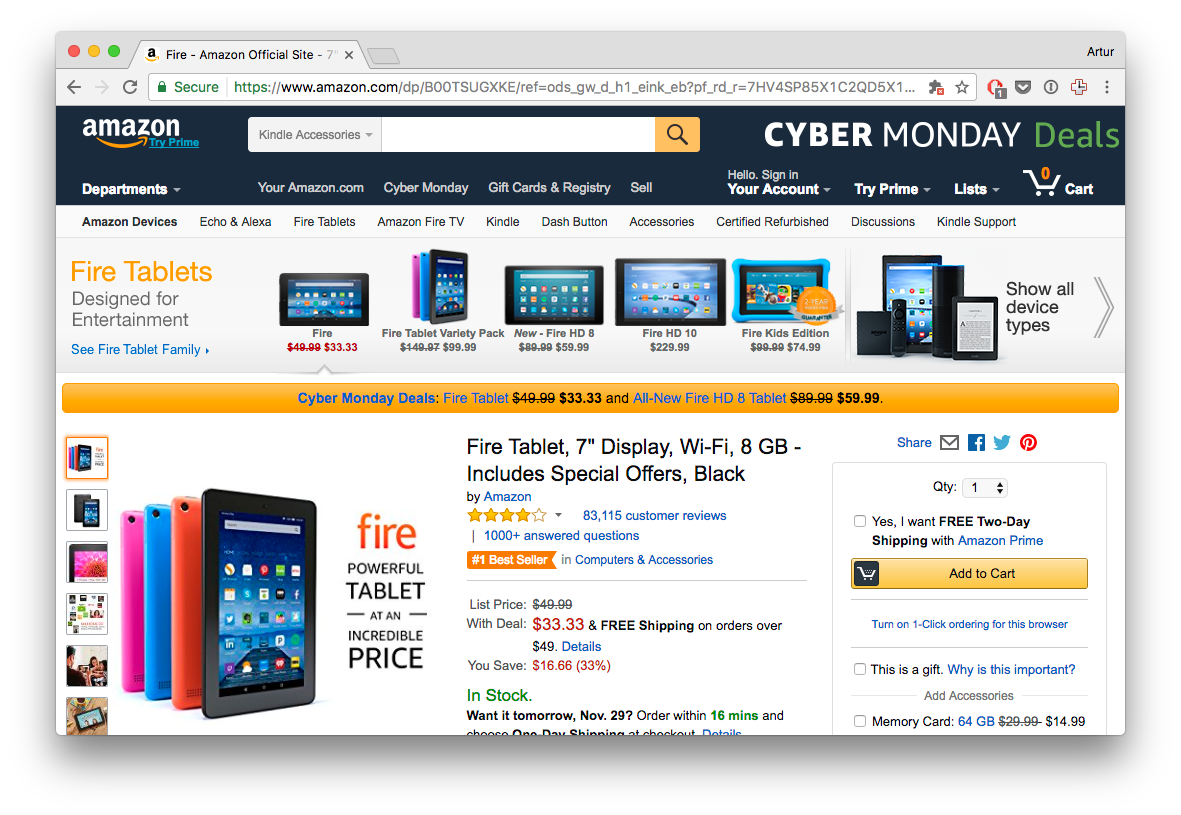 Fire - Amazon Official Site - 7"
Artur
Secure
https://www.amazon.com/dp/B00TSUGXKE/ref=ods_gw_d_h1_eink_eb?pf_rd_r=7HV4SP85X1C2QD5X1...
1
amazon
Try Prime
Kindle Accessories
CYBER MONDAY Deals
Departments
Your Amazon.com
Cyber Monday
Gift Cards & Registry
Sell
Hello. Sign in
Your Account
Try Prime
Lists
0
Cart
Amazon Devices
Echo & Alexa
Fire Tablets
Amazon Fire TV
Kindle
Dash Button
Accessories
Certified Refurbished
Discussions
Kindle Support
Fire Tablets
Designed for
Entertainment
See Fire Tablet Family
Fire
$49.99 $33.33
Fire Tablet Variety Pack
$149.97 $99.99
New - Fire HD 8
$89.99 $59.99
Fire HD 10
$229.99
2-YEAR
GUARANTEE
Fire Kids Edition
$99.99 $74.99
Show all
device
types
Cyber Monday Deals: Fire Tablet $49.99 $33.33 and All-New Fire HD 8 Tablet $89.99 $59.99.
fire
POWERFUL
TABLET
AT AN
INCREDIBLE
PRICE
Fire Tablet, 7" Display, Wi-Fi, 8 GB -
Includes Special Offers, Black
by Amazon
83,115 customer reviews
| 1000+ answered questions
#1 Best Seller in Computers & Accessories
List Price: $49.99
With Deal: $33.33 & FREE Shipping on orders over
$49. Details
You Save: $16.66 (33%)
In Stock.
Want it tomorrow, Nov. 29? Order within 16 mins and
choose One-Day Shipping at checkout. Details
Share
Qty: 1
Yes, I want FREE Two-Day
Shipping with Amazon Prime
Add to Cart
Turn on 1-Click ordering for this browser
This is a gift. Why is this important?
Add Accessories
Memory Card: 64 GB $29.99 $14.99